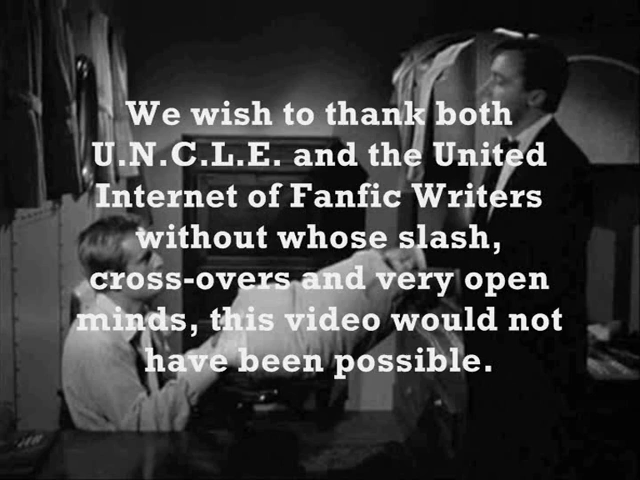 We wish to thank both
U.N.C.L.E. and the United
Internet of Fanfic Writers
without whose slash,
cross-overs and very open
minds, this video would not
have been possible.